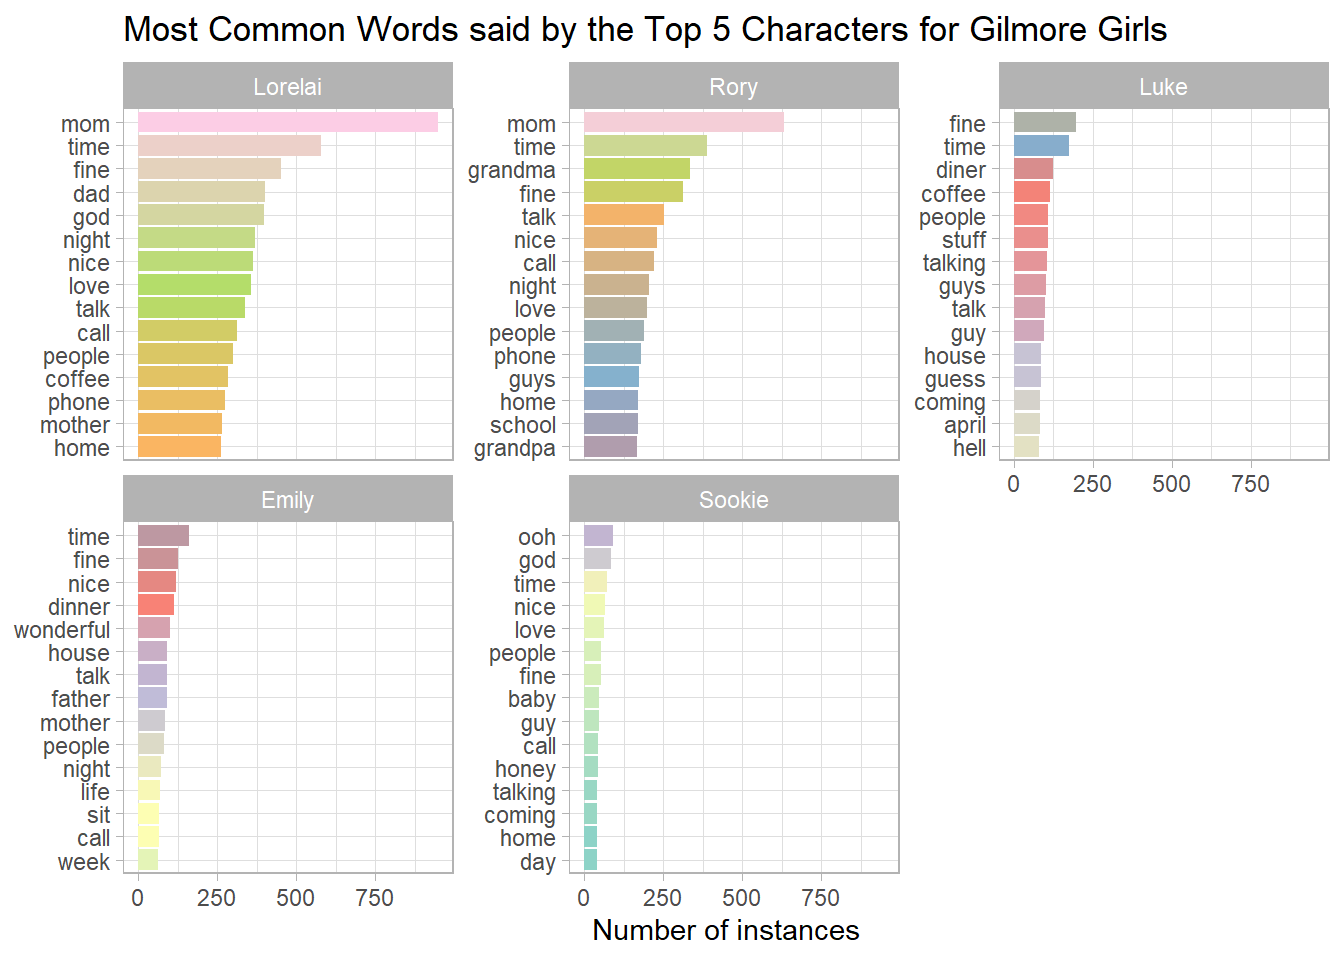 Most Common Words said by the Top 5 Characters for Gilmore Girls
Lorelai
mom
time
fine
dad
god
night
nice
love
talk
call
people
coffee
phone
mother
home
Rory
mom
time
grandma
fine
talk
nice
call
night
love
people
phone
guys
home
school
grandpa
Luke
fine
time
diner
coffee
people
stuff
talking
guys
talk
guy
house
guess
coming
april
hell
0 250 500 750
Emily
time
fine
nice
dinner
wonderful
house
talk
father
mother
people
night
life
sit
call
week
0 250 500 750
Sookie
ooh
god
time
nice
love
people
fine
baby
guy
call
honey
talking
coming
home
day
0 250 500 750
Number of instances